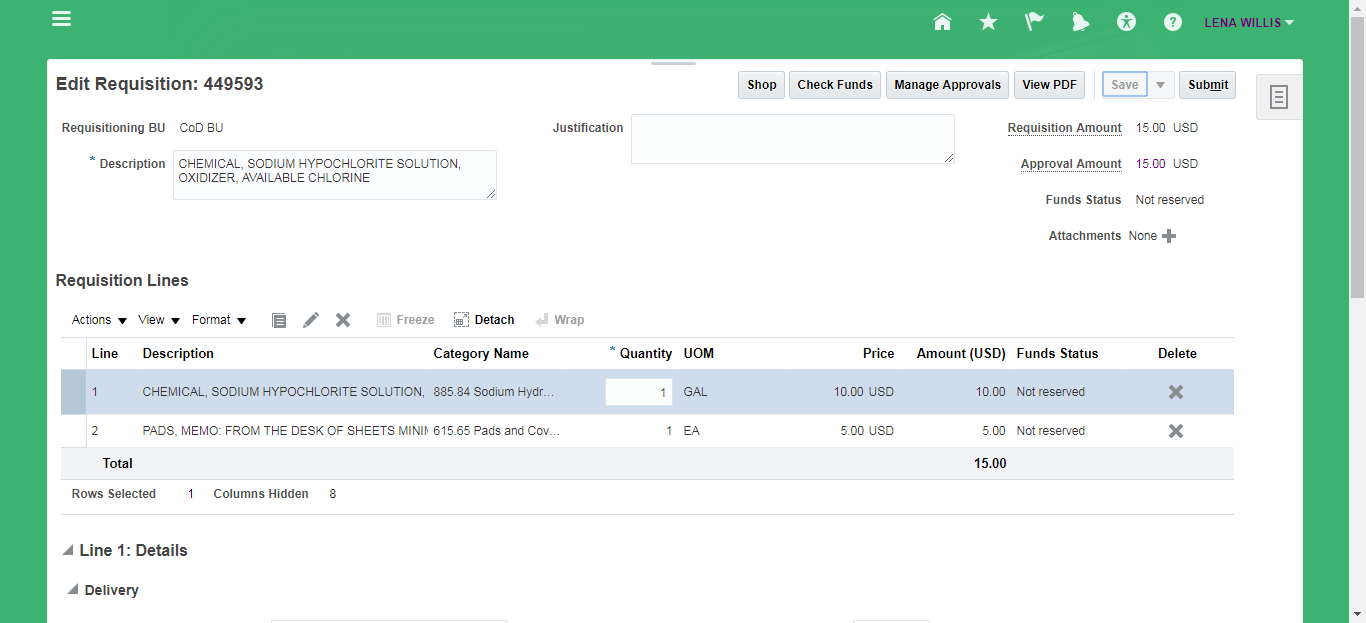 LENA WILLIS
Edit Requisition: 449593
Shop
Check Funds
Manage Approvals
View PDF
Save
Submit
Requisitioning BU CoD BU
* Description CHEMICAL, SODIUM HYPOCHLORITE SOLUTION,
OXIDIZER, AVAILABLE CHLORINE
Justification
Requisition Amount 15.00 USD
Approval Amount 15.00 USD
Funds Status Not reserved
Attachments None
Requisition Lines
Actions View Format Freeze Detach Wrap
Line Description Category Name * Quantity UOM Price Amount (USD) Funds Status Delete
1 CHEMICAL, SODIUM HYPOCHLORITE SOLUTION, 885.84 Sodium Hydr... 1 GAL 10.00 USD 10.00 Not reserved
2 PADS, MEMO: FROM THE DESK OF SHEETS MINI 615.65 Pads and Cov... 1 EA 5.00 USD 5.00 Not reserved
Total 15.00
Rows Selected 1 Columns Hidden 8
Line 1: Details
Delivery